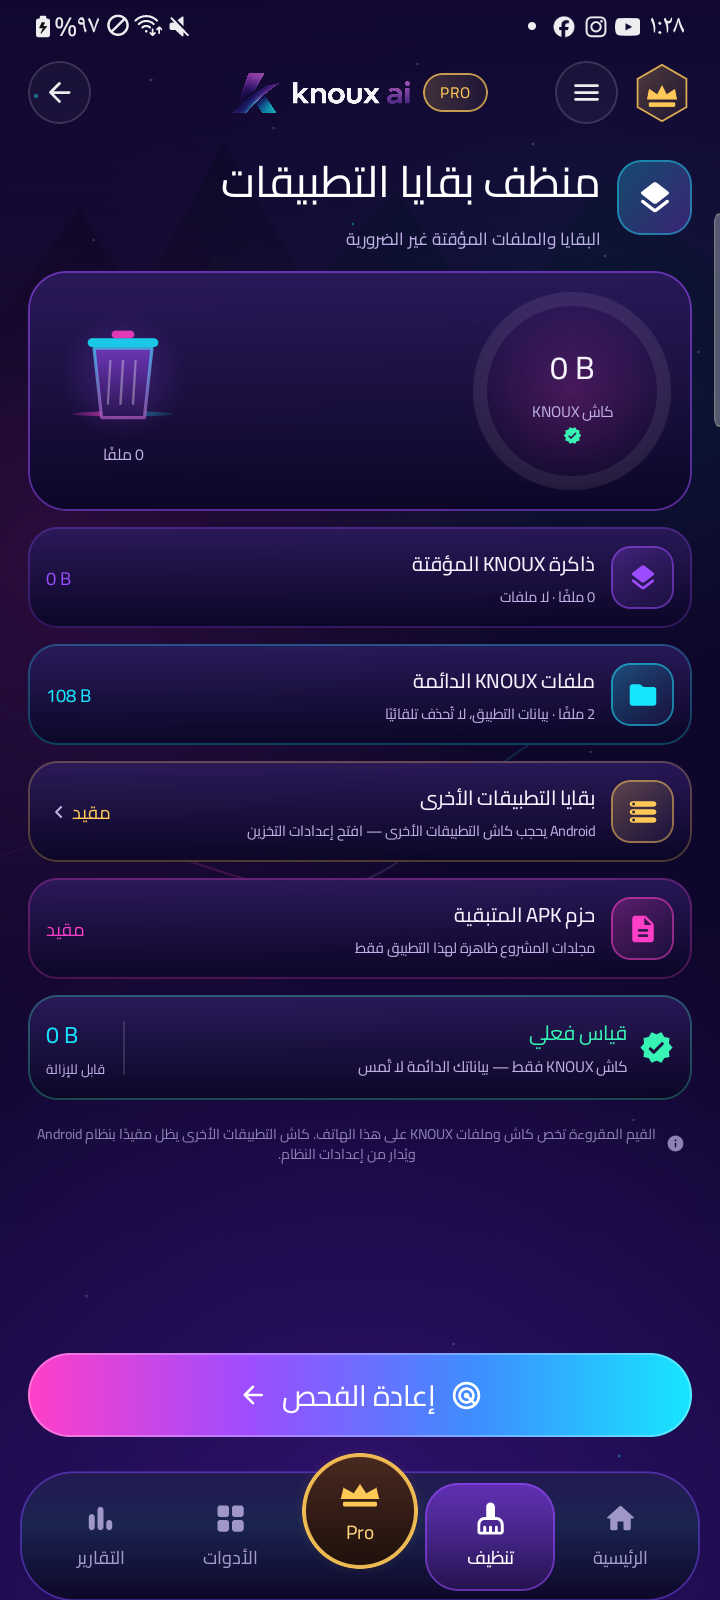 ١:٢٨
%٩٧
knoux ai
PRO
منظف بقايا التطبيقات
البقايا والملفات المؤقتة غير الضرورية
0 B
كاش KNOUX
0 ملفًا
ذاكرة KNOUX المؤقتة
0 ملفًا · لا ملفات
0 B
ملفات KNOUX الدائمة
2 ملفًا · بيانات التطبيق، لا تُحذف تلقائيًا
108 B
بقايا التطبيقات الأخرى
Android يحجب كاش التطبيقات الأخرى — افتح إعدادات التخزين
مقيد
حزم APK المتبقية
مجلدات المشروع ظاهرة لهذا التطبيق فقط
مقيد
قياس فعلي
كاش KNOUX فقط — بياناتك الدائمة لا تُمس
0 B
قابل للإزالة
القيم المقروءة تخص كاش وملفات KNOUX على هذا الهاتف. كاش التطبيقات الأخرى يظل مقيدًا بنظام Android
ويُدار من إعدادات النظام.
إعادة الفحص
الرئيسية
تنظيف
Pro
الأدوات
التقارير